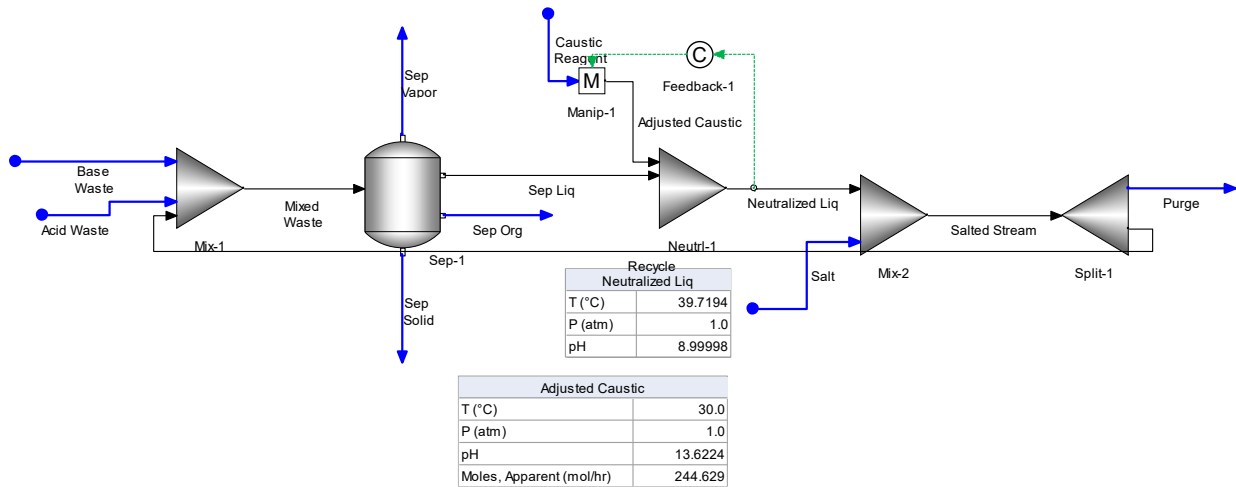 Caustic
Reagent
C
Feedback-1
Sep
Vapor
M
Manip-1
Adjusted Caustic
Base
Waste
Acid Waste
Mixed
Waste
Mix-1
Sep Liq
Sep Org
Sep-1
Sep
Solid
Neutralized Liq
Neutrl-1
Salted Stream
Purge
Mix-2
Split-1
Salt
Recycle
Neutralized Liq
T (°C) 39.7194
P (atm) 1.0
pH 8.99998
Adjusted Caustic
T (°C) 30.0
P (atm) 1.0
pH 13.6224
Moles, Apparent (mol/hr) 244.629